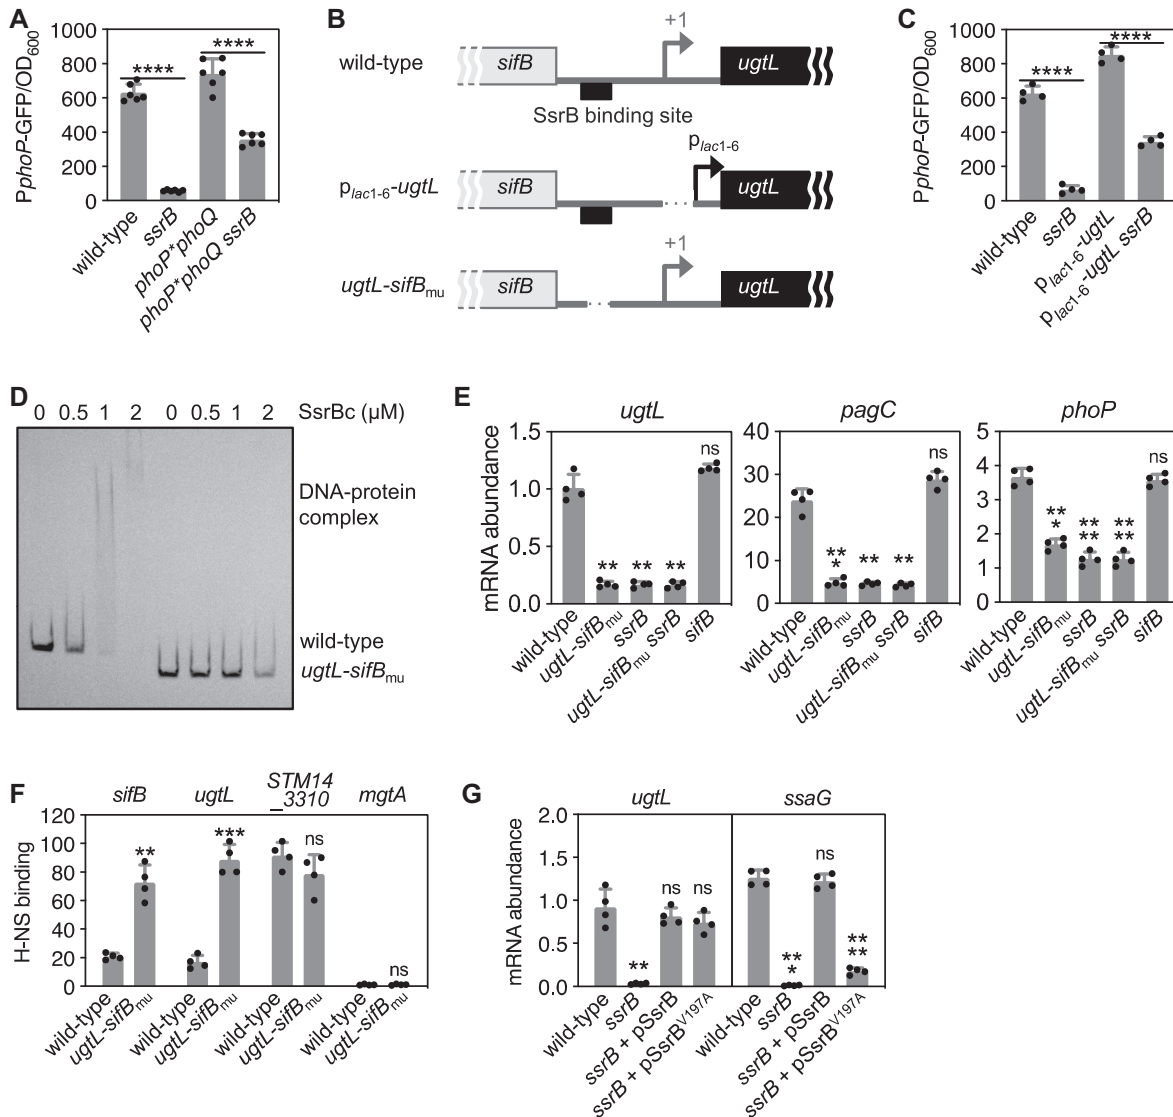 A
PphoP-GFP/OD600
1000
800
600
400
200
0
****
****
wild-type
ssrB
phoP*phoQ
phoP*phoQ ssrB
B
wild-type
sifB
+1
ugtL
SsrB binding site
plac1-6-ugtL
sifB
plac1-6
ugtL
ugtL-sifBmu
sifB
+1
ugtL
C
PphoP-GFP/OD600
1000
800
600
400
200
0
****
****
wild-type
ssrB
plac1-6-ugtL
plac1-6-ugtL ssrB
D
0 0.5 1 2 0 0.5 1 2 SsrBc (µM)
DNA-protein
complex
wild-type
ugtL-sifBmu
E
mRNA abundance
ugtL
1.5
1.0
0.5
0.0
** ** **
ns
wild-type
ugtL-sifBmu
ssrB
ugtL-sifBmu ssrB
sifB
pagC
40
30
20
10
0
**
*
** **
ns
wild-type
ugtL-sifBmu
ssrB
ugtL-sifBmu ssrB
sifB
phoP
5
4
3
2
1
0
**
*
**
**
**
**
ns
wild-type
ugtL-sifBmu
ssrB
ugtL-sifBmu ssrB
sifB
F
H-NS binding
sifB ugtL STM14
_3310 mgtA
120
100
80
60
40
20
0
**
***
ns
ns
wild-type
ugtL-sifBmu
wild-type
ugtL-sifBmu
wild-type
ugtL-sifBmu
wild-type
ugtL-sifBmu
G
mRNA abundance
ugtL ssaG
2.0
1.5
1.0
0.5
0.0
**
ns
ns
**
*
ns
**
**
wild-type
ssrB
ssrB + pSsrB
ssrB + pSsrBV197A
wild-type
ssrB
ssrB + pSsrB
ssrB + pSsrBV197A